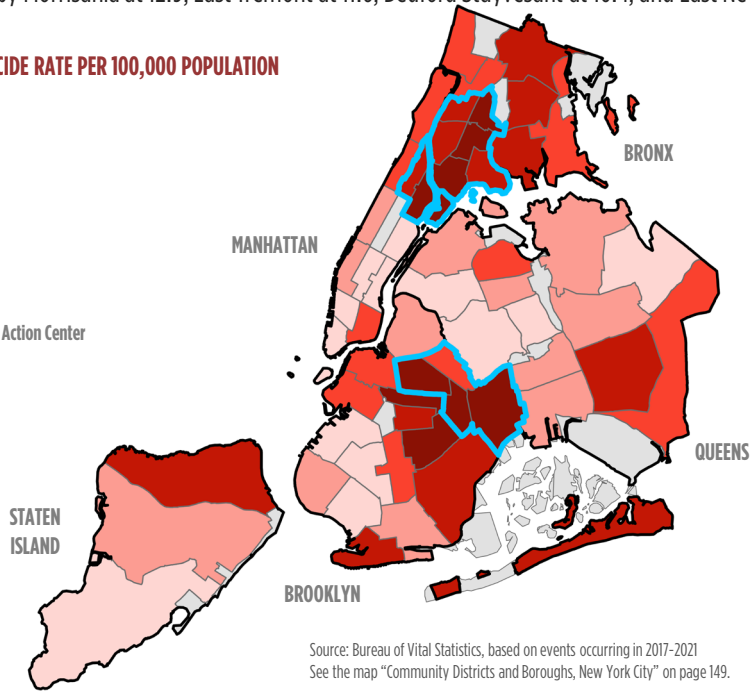 by Morrisania at 12.9, East Tremont at 11.6, Bedford Stuyvesant at 10.4, and East Ne
CIDE RATE PER 100,000 POPULATION
BRONX
MANHATTAN
Action Center
QUEENS
STATEN
ISLAND
BROOKLYN
Source: Bureau of Vital Statistics, based on events occurring in 2017-2021
See the map “Community Districts and Boroughs, New York City” on page 149.